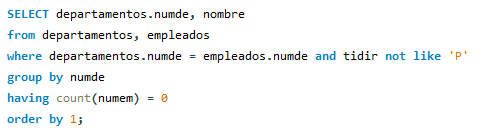 SELECT departamentos.numde, nombre
from departamentos, empleados
where departamentos.numde = empleados.numde and tidir not like 'P'
group by numde
having count(numem) = 0
order by 1;